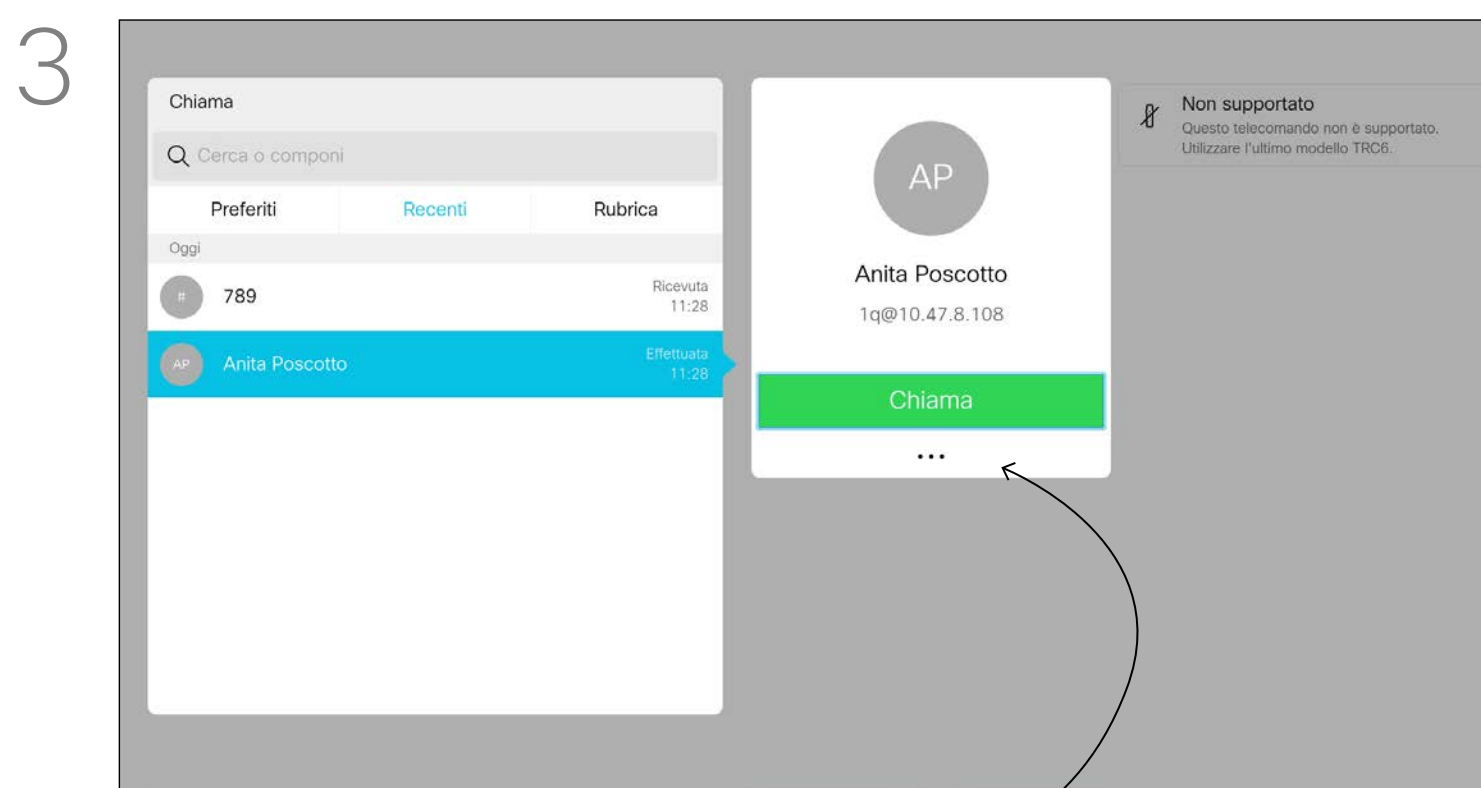 3
Chiama
Cerca o componi
Preferiti Recenti Rubrica
Oggi
# 789 Ricevuta
11:28
AP Anita Poscotto Effettuata
11:28
AP
Anita Poscotto
1q@10.47.8.108
Chiama
...
Non supportato
Questo telecomando non è supportato.
Utilizzare l'ultimo modello TRC6.